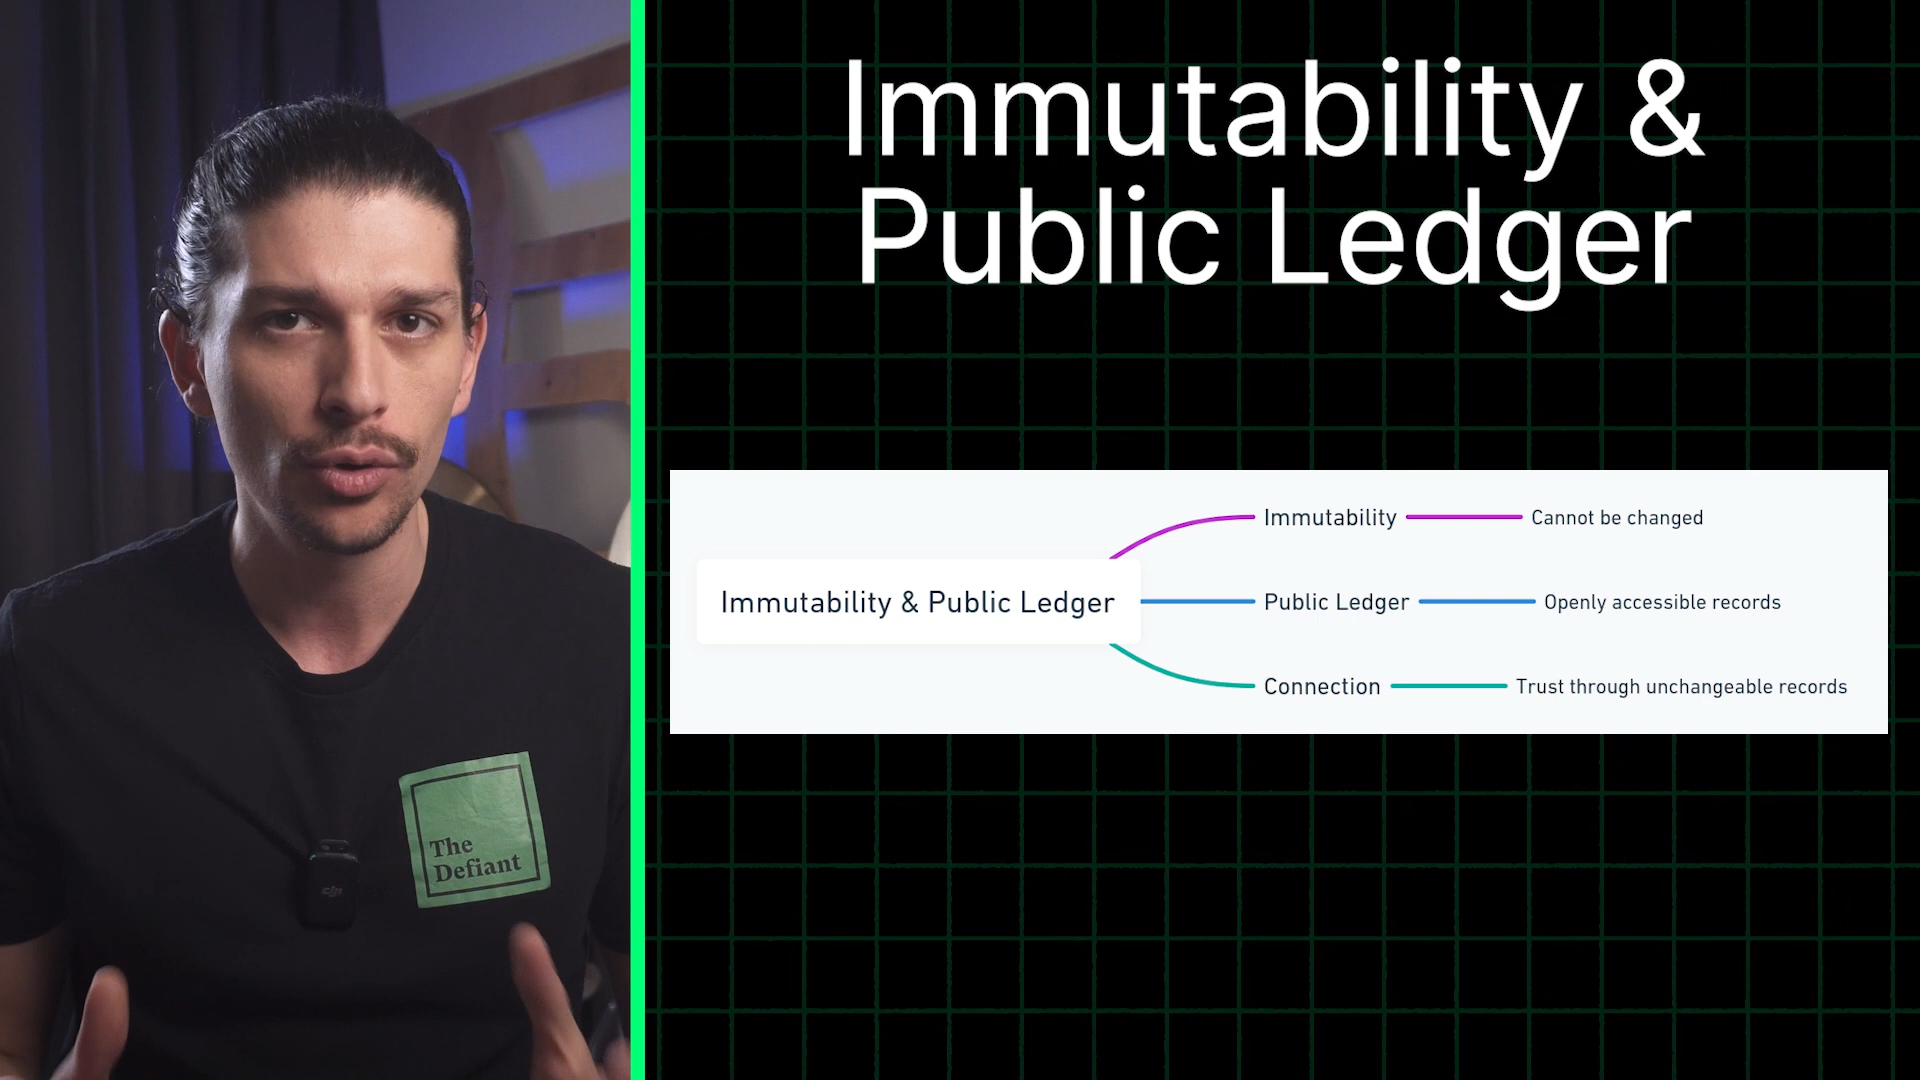 Immutability &
Public Ledger
Immutability & Public Ledger
Immutability
Cannot be changed
Public Ledger
Openly accessible records
Connection
Trust through unchangeable records
The
Defiant
dji